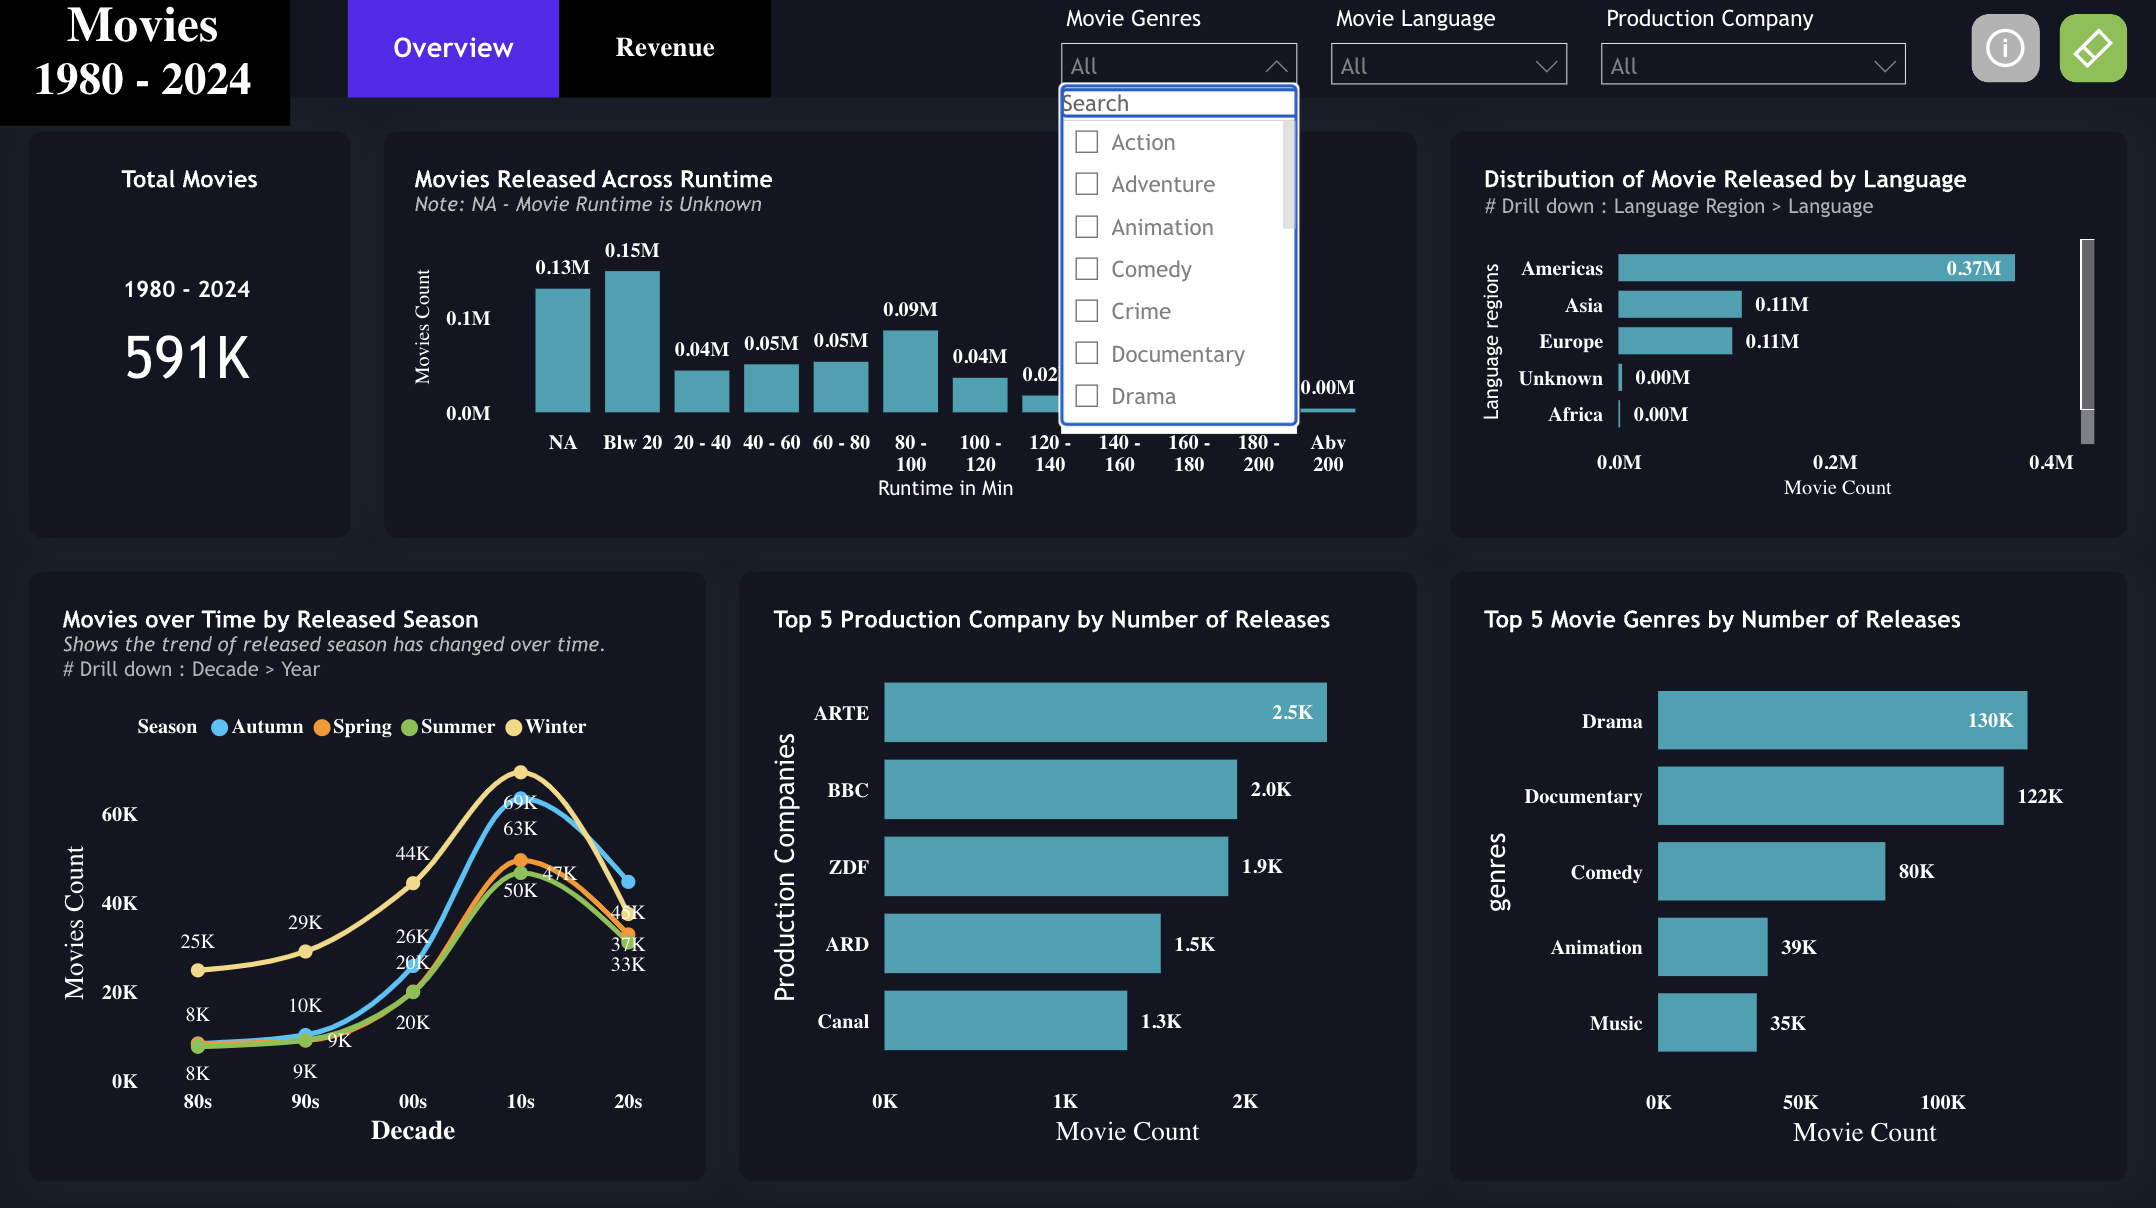 Movies
1980 - 2024
Overview
Revenue
Movie Genres
All
Movie Language
All
Production Company
All
Search
Action
Adventure
Animation
Comedy
Crime
Documentary
Drama
Total Movies
1980 - 2024
591K
Movies Released Across Runtime
Note: NA - Movie Runtime is Unknown
Movies Count
0.1M
0.0M
0.13M
0.15M
0.04M
0.05M
0.05M
0.09M
0.04M
0.02
0.00M
NA
Blw 20
20 - 40
40 - 60
60 - 80
80 -
100
100 -
120
120 -
140
140 -
160
160 -
180
180 -
200
Abv
200
Runtime in Min
Distribution of Movie Released by Language
# Drill down : Language Region > Language
Language regions
Americas
0.37M
Asia
0.11M
Europe
0.11M
Unknown
0.00M
Africa
0.00M
0.0M
0.2M
0.4M
Movie Count
Movies over Time by Released Season
Shows the trend of released season has changed over time.
# Drill down : Decade > Year
Season
Autumn
Spring
Summer
Winter
Movies Count
60K
40K
20K
0K
25K
29K
44K
69K
63K
47K
50K
26K
20K
20K
45K
37K
33K
8K
10K
9K
8K
9K
80s
90s
00s
10s
20s
Decade
Top 5 Production Company by Number of Releases
Production Companies
ARTE
2.5K
BBC
2.0K
ZDF
1.9K
ARD
1.5K
Canal
1.3K
0K
1K
2K
Movie Count
Top 5 Movie Genres by Number of Releases
genres
Drama
130K
Documentary
122K
Comedy
80K
Animation
39K
Music
35K
0K
50K
100K
Movie Count